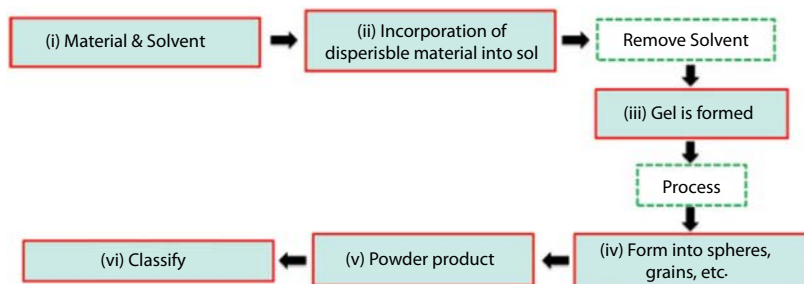 (i) Material & Solvent
(ii) Incorporation of
disperisble material into sol
Remove Solvent
(iii) Gel is formed
Process
(iv) Form into spheres,
grains, etc.
(v) Powder product
(vi) Classify